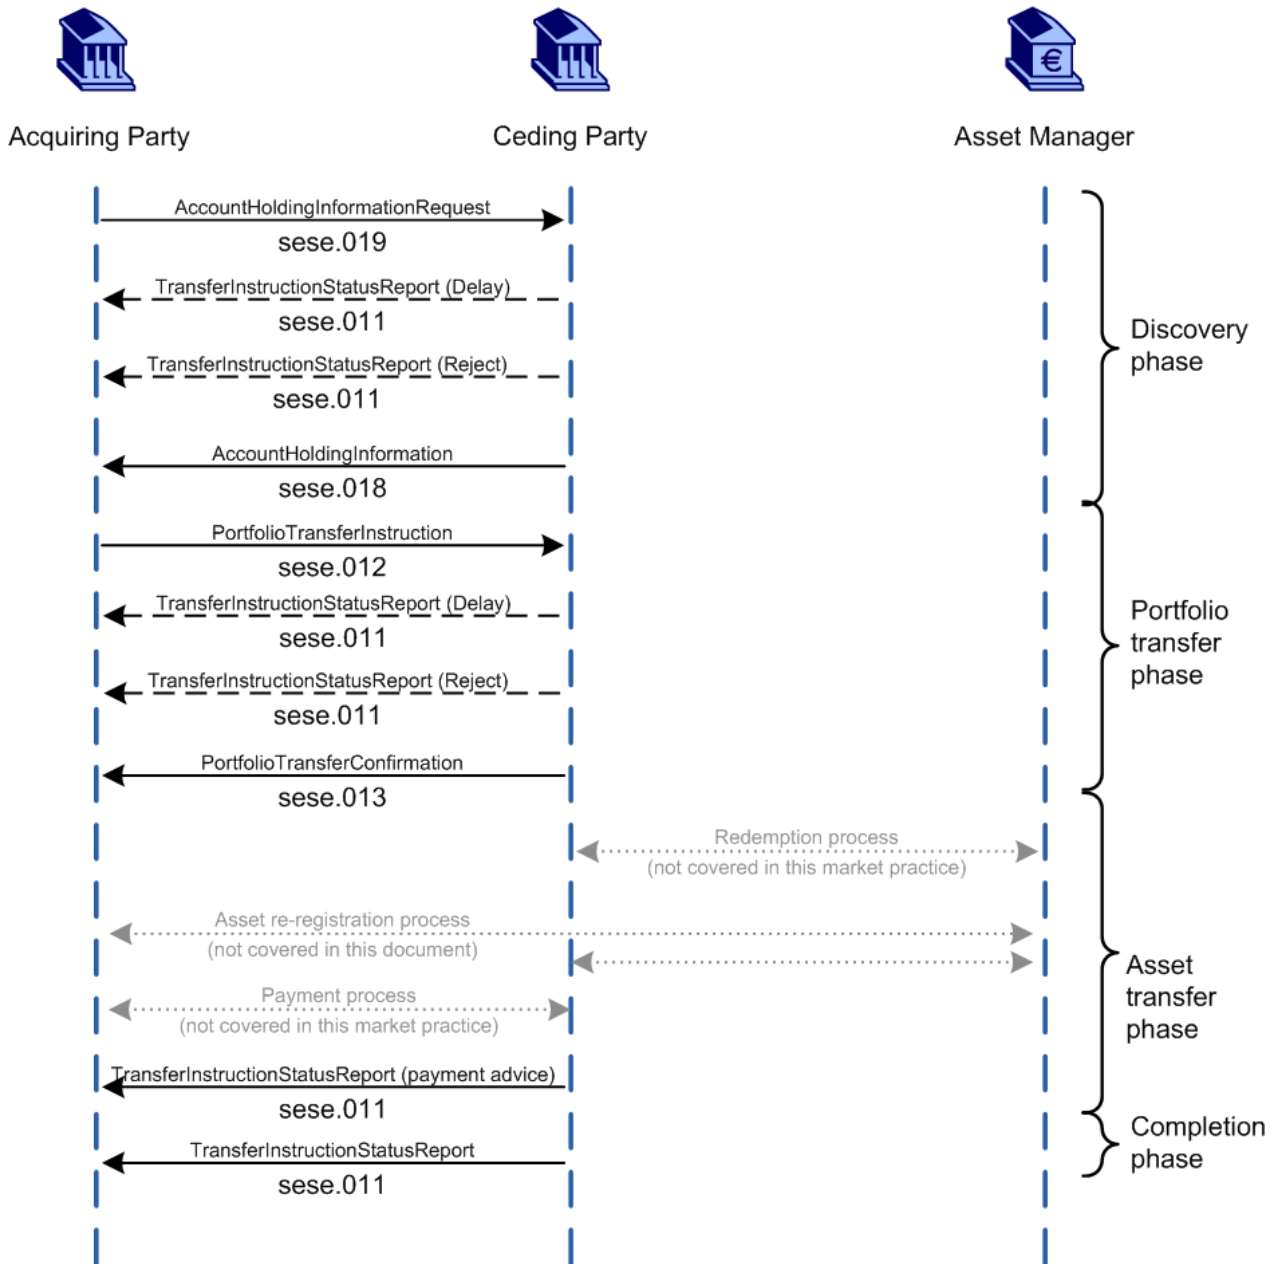 €
Acquiring Party
Ceding Party
Asset Manager
AccountHoldingInformationRequest
sese.019
TransferInstructionStatusReport (Delay)
sese.011
TransferInstructionStatusReport (Reject)
sese.011
AccountHoldingInformation
sese.018
Discovery
phase
PortfolioTransferInstruction
sese.012
TransferInstructionStatusReport (Delay)
sese.011
TransferInstructionStatusReport (Reject)
sese.011
PortfolioTransferConfirmation
sese.013
Portfolio
transfer
phase
Redemption process
(not covered in this market practice)
Asset re-registration process
(not covered in this document)
Payment process
(not covered in this market practice)
TransferInstructionStatusReport (payment advice)
sese.011
Asset
transfer
phase
TransferInstructionStatusReport
sese.011
Completion
phase